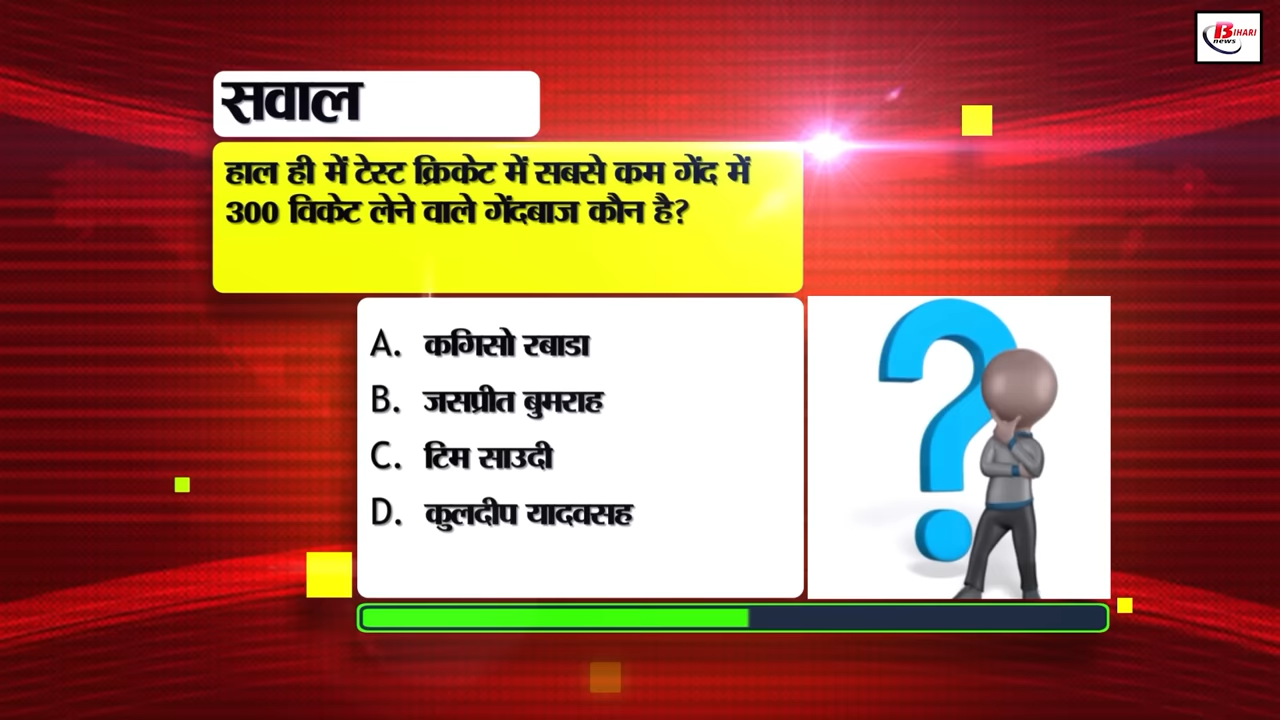 BIHARI
news
सवाल
हाल ही में टेस्ट क्रिकेट में सबसे कम गेंद में
300 विकेट लेने वाले गेंदबाज कौन है?
A. कगिसो रबाडा
B. जसप्रीत बुमराह
C. टिम साउदी
D. कुलदीप यादवसह